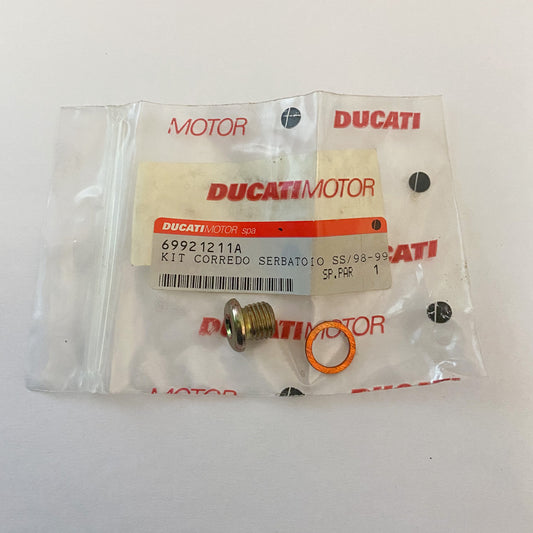 MOTOR DUCATI
DUCATIMOTOR
DUCATIMOTOR spa
69921211A
KIT CORREDO SERBATOIO SS/98-99
SP.PAR 1
DUCATIMOTOR
MOTOR DUCATI